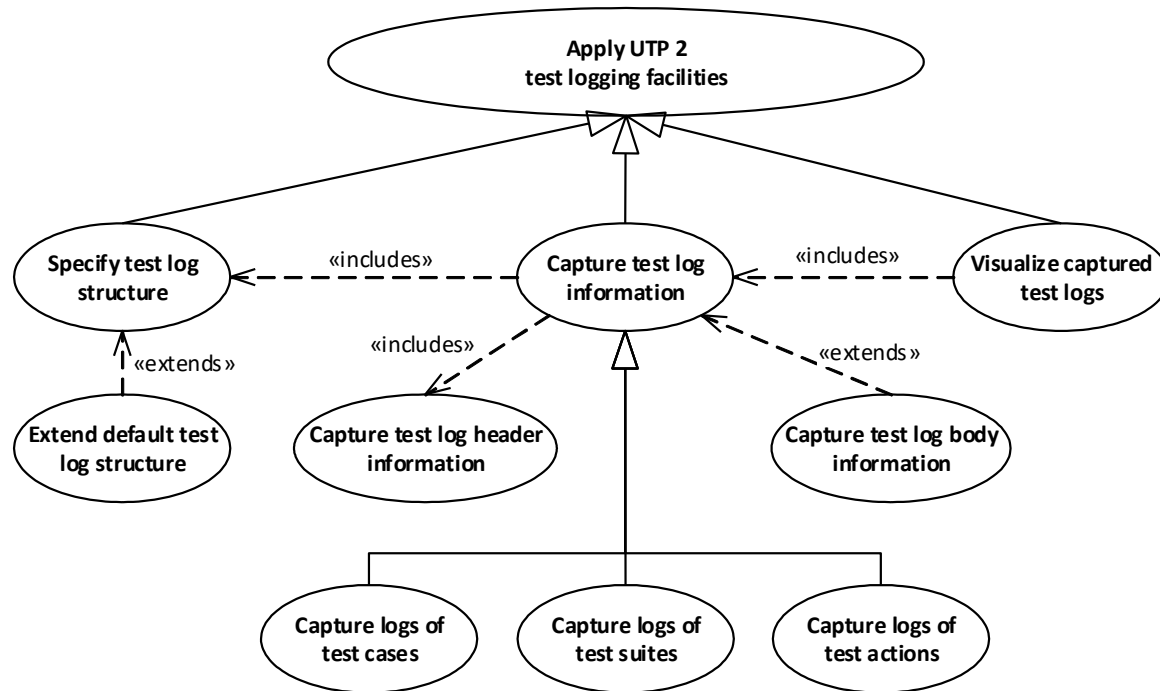 Apply UTP 2
test logging facilities
Specify test log
structure
«includes»
Capture test log
information
«includes»
Visualize captured
test logs
«extends»
«includes»
«extends»
Extend default test
log structure
Capture test log header
information
Capture test log body
information
Capture logs of
test cases
Capture logs of
test suites
Capture logs of
test actions